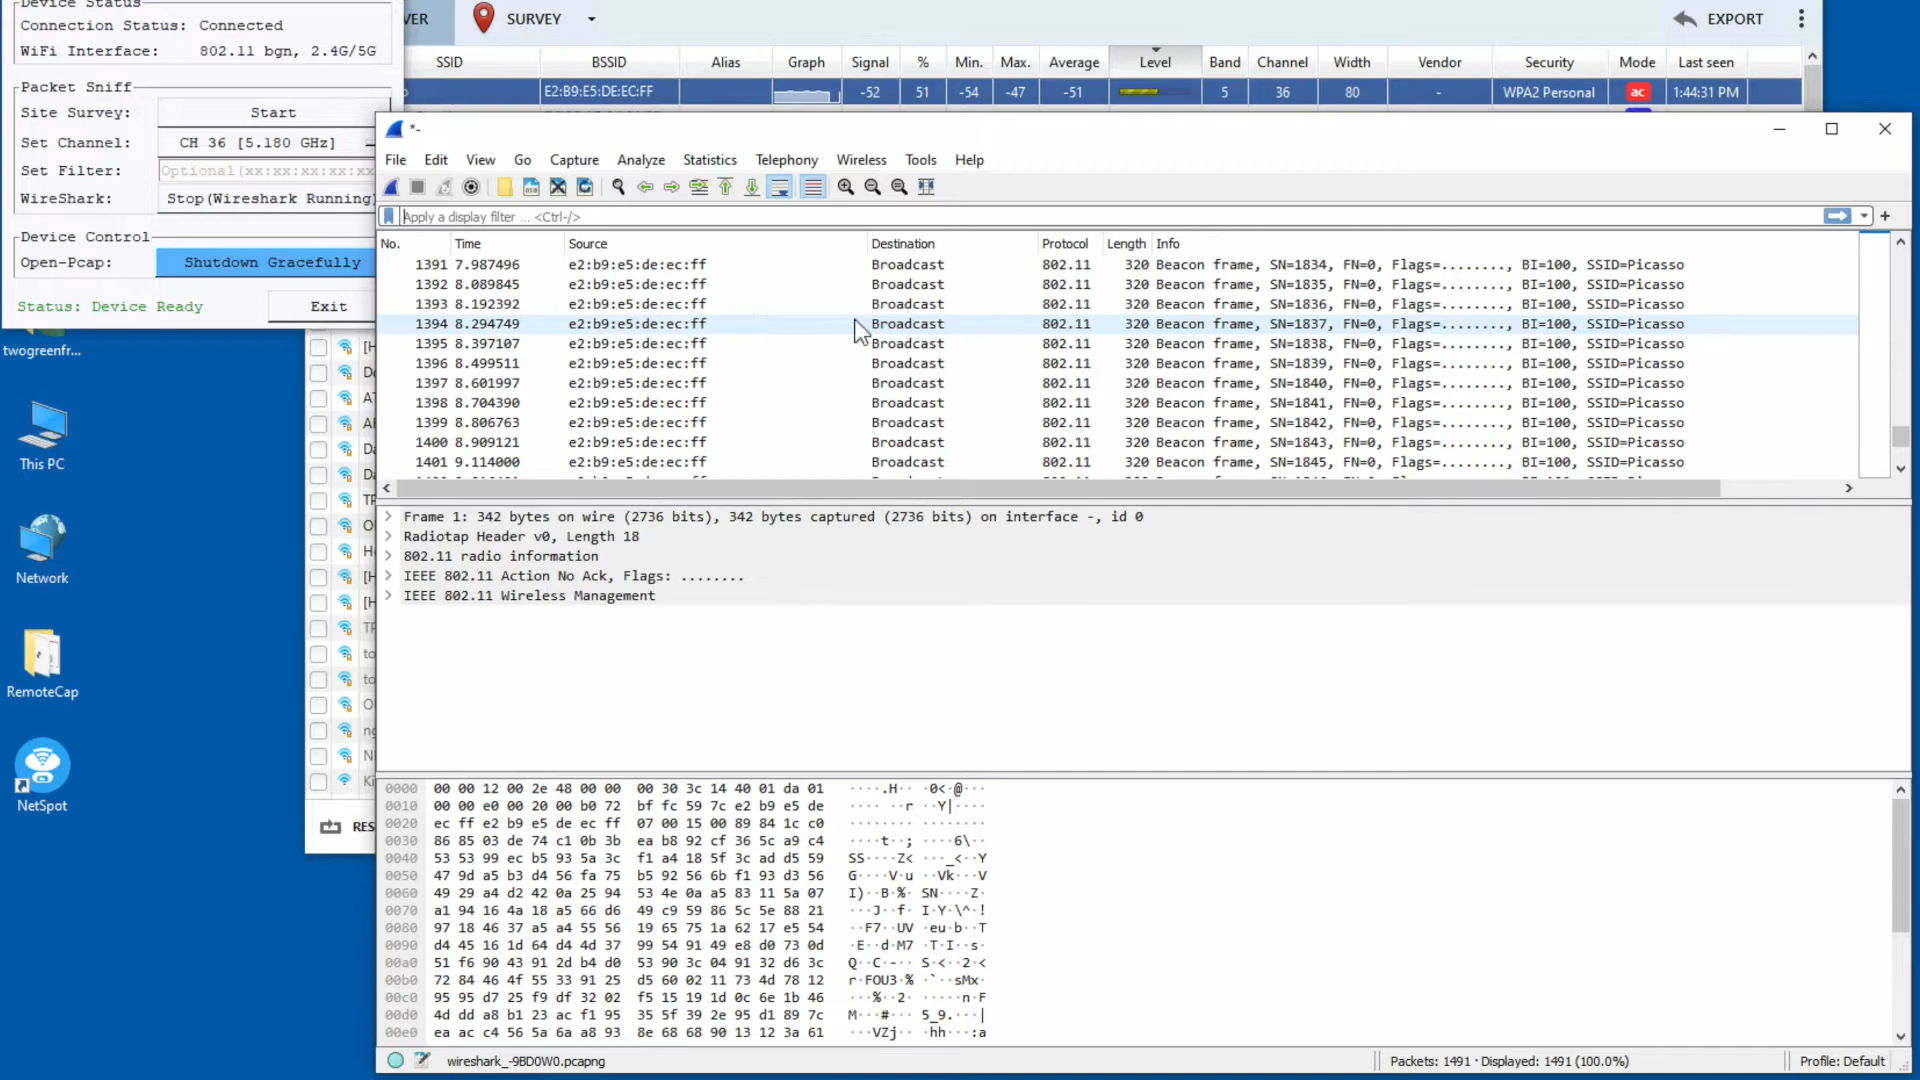 Device Status
Connection Status: Connected
WiFi Interface: 802.11 bgn, 2.4G/5G
Packet Sniff
Site Survey: Start
Set Channel: CH 36 [5.180 GHz]
Set Filter: Optional(xx:xx:xx:xx:xx
WireShark: Stop(Wireshark Running)
Device Control
Open-Pcap: Shutdown Gracefully
Status: Device Ready Exit
VER SURVEY EXPORT
SSID BSSID Alias Graph Signal % Min. Max. Average Level Band Channel Width Vendor Security Mode Last seen
E2:B9:E5:DE:EC:FF -52 51 -54 -47 -51 5 36 80 - WPA2 Personal ac 1:44:31 PM
*-
File Edit View Go Capture Analyze Statistics Telephony Wireless Tools Help
Apply a display filter ... <Ctrl-/>
No. Time Source Destination Protocol Length Info
1391 7.987496 e2:b9:e5:de:ec:ff Broadcast 802.11 320 Beacon frame, SN=1834, FN=0, Flags=........, BI=100, SSID=Picasso
1392 8.089845 e2:b9:e5:de:ec:ff Broadcast 802.11 320 Beacon frame, SN=1835, FN=0, Flags=........, BI=100, SSID=Picasso
1393 8.192392 e2:b9:e5:de:ec:ff Broadcast 802.11 320 Beacon frame, SN=1836, FN=0, Flags=........, BI=100, SSID=Picasso
1394 8.294749 e2:b9:e5:de:ec:ff Broadcast 802.11 320 Beacon frame, SN=1837, FN=0, Flags=........, BI=100, SSID=Picasso
1395 8.397107 e2:b9:e5:de:ec:ff Broadcast 802.11 320 Beacon frame, SN=1838, FN=0, Flags=........, BI=100, SSID=Picasso
1396 8.499511 e2:b9:e5:de:ec:ff Broadcast 802.11 320 Beacon frame, SN=1839, FN=0, Flags=........, BI=100, SSID=Picasso
1397 8.601997 e2:b9:e5:de:ec:ff Broadcast 802.11 320 Beacon frame, SN=1840, FN=0, Flags=........, BI=100, SSID=Picasso
1398 8.704390 e2:b9:e5:de:ec:ff Broadcast 802.11 320 Beacon frame, SN=1841, FN=0, Flags=........, BI=100, SSID=Picasso
1399 8.806763 e2:b9:e5:de:ec:ff Broadcast 802.11 320 Beacon frame, SN=1842, FN=0, Flags=........, BI=100, SSID=Picasso
1400 8.909121 e2:b9:e5:de:ec:ff Broadcast 802.11 320 Beacon frame, SN=1843, FN=0, Flags=........, BI=100, SSID=Picasso
1401 9.114000 e2:b9:e5:de:ec:ff Broadcast 802.11 320 Beacon frame, SN=1845, FN=0, Flags=........, BI=100, SSID=Picasso
Frame 1: 342 bytes on wire (2736 bits), 342 bytes captured (2736 bits) on interface -, id 0
Radiotap Header v0, Length 18
802.11 radio information
IEEE 802.11 Action No Ack, Flags: ........
IEEE 802.11 Wireless Management
0000 00 00 12 00 2e 48 00 00 00 30 3c 14 40 01 da 01 ·····.H·· ·0<·@···
0010 00 00 e0 00 20 00 b0 72 bf fc 59 7c e2 b9 e5 de ···· ··r ··Y|····
0020 ec ff e2 b9 e5 de ec ff 07 00 15 00 89 84 1c c0 ········ ········
0030 86 85 03 de 74 c1 0b 3b ea b8 92 cf 36 5c a9 c4 ····t··; ····6\··
0040 53 53 99 ec b5 93 5a 3c f1 a4 18 5f 3c ad d5 59 SS····Z< ···_<··Y
0050 47 9d a5 b3 d4 56 fa 75 b5 92 56 6b f1 93 d3 56 G····V·u ··Vk···V
0060 49 29 a4 d2 42 0a 25 94 53 4e 0a a5 83 11 5a 07 I)··B·%· SN····Z·
0070 a1 94 16 4a 18 a5 66 d6 49 c9 59 86 5c 5e 88 21 ···J··f· I·Y·\^·!
0080 97 18 46 37 a5 a4 55 56 19 65 75 1a 62 17 e5 54 ··F7··UV ·eu·b··T
0090 d4 45 16 1d 64 d4 4d 37 99 54 91 49 e8 d0 73 0d ·E··d·M7 ·T·I··s·
00a0 51 f6 90 43 91 2d b4 d0 53 90 3c 04 91 32 d6 3c Q··C·-·· S·<··2·<
00b0 72 84 46 4f 55 33 91 25 d5 60 02 11 73 4d 78 12 r·FOU3·% ·`··sMx·
00c0 95 95 d7 25 f9 df 32 02 f5 15 19 1d 0c 6e 1b 46 ···%··2· ·····n·F
00d0 4d dd a8 b1 23 ac f1 95 35 5f 39 2e 95 d1 89 7c M···#··· 5_9.···|
00e0 ea ac c4 56 5a 6a a8 93 8e 68 68 90 13 12 3a 61 ···VZj·· ·hh···:a
wireshark_-9BD0W0.pcapng Packets: 1491 · Displayed: 1491 (100.0%) Profile: Default
twogreenfr...
This PC
Network
RemoteCap
NetSpot
[H
AT
Da
Da
TP
[H
[H
TP
to
to
ng
Ki
RES